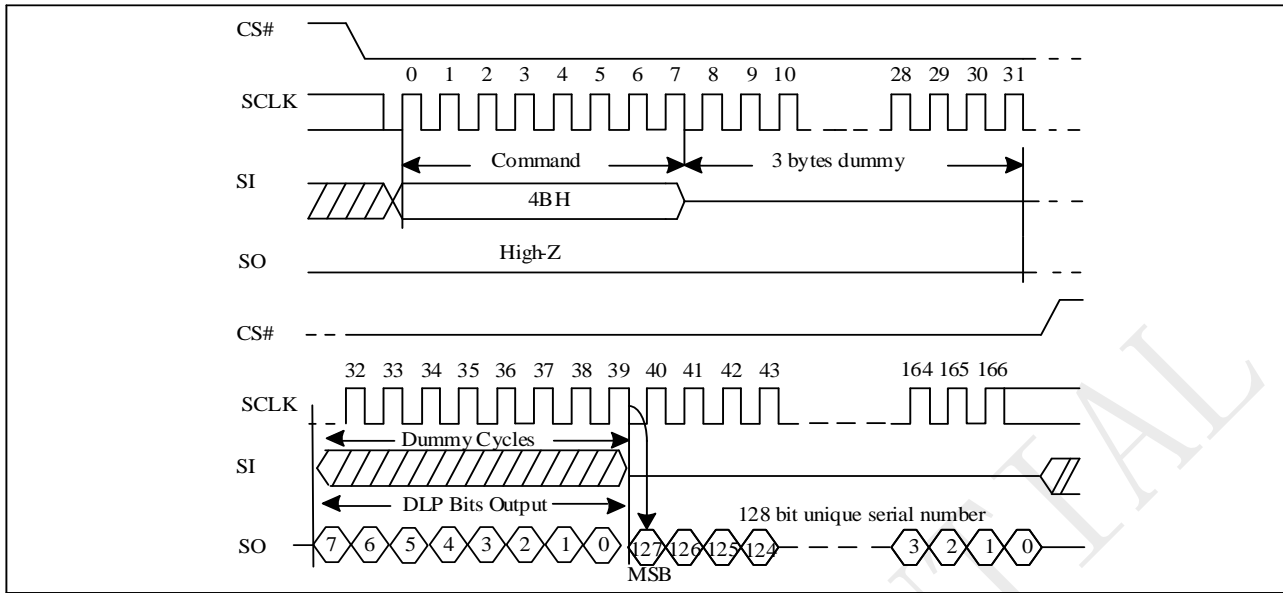 CS#
0 1 2 3 4 5 6 7 8 9 10 28 29 30 31
SCLK
Command 3 bytes dummy
SI
4BH
High-Z
SO
CS#
32 33 34 35 36 37 38 39 40 41 42 43 164 165 166
SCLK
Dummy Cycles
SI
DLP Bits Output
128 bit unique serial number
SO 7 6 5 4 3 2 1 0 127 126 125 124 3 2 1 0
MSB
NTIAL